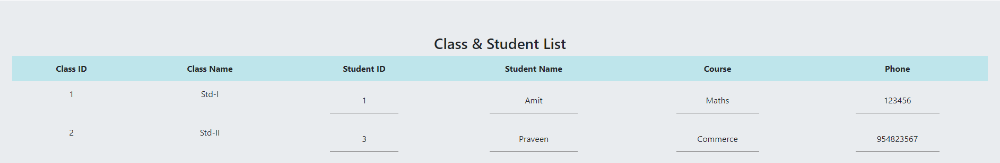 Class & Student List
Class ID Class Name Student ID Student Name Course Phone
1 Std-I 1 Amit Maths 123456
2 Std-II 3 Praveen Commerce 954823567